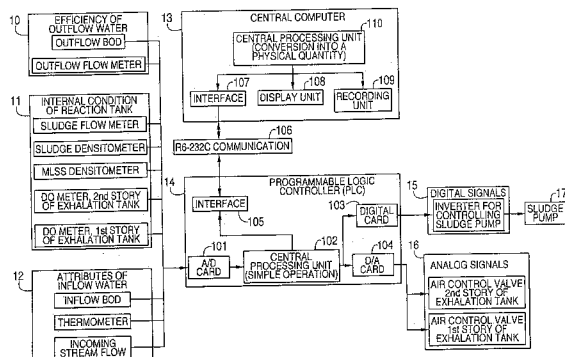 10
EFFICIENCY OF
OUTFLOW WATER
OUTFLOW BOD
OUTFLOW FLOW METER
11
INTERNAL CONDITION
OF REACTION TANK
SLUDGE FLOW METER
SLUDGE DENSITOMETER
MLSS DENSITOMETER
DO METER, 2nd STORY
OF EXHALATION TANK
DO METER, 1st STORY
OF EXHALATION TANK
12
ATTRIBUTES OF
INFLOW WATER
INFLOW BOD
THERMOMETER
INCOMING
STREAM FLOW
13
CENTRAL COMPUTER
110
CENTRAL PROCESSING UNIT
(CONVERSION INTO A
PHYSICAL QUANTITY)
107
INTERFACE
108
DISPLAY UNIT
109
RECORDING
UNIT
106
R6-232C COMMUNICATION
14
PROGRAMMABLE LOGIC
CONTROLLER (PLC)
INTERFACE
105
103
DIGITAL CARD
101
A/D
CARD
102
CENTRAL
PROCESSING UNIT
(SIMPLE OPERATION)
104
D/A
CARD
15
DIGITAL SIGNALS
INVERTER FOR
CONTROLLING
SLUDGE PUMP
17
SLUDGE
PUMP
16
ANALOG SIGNALS
AIR CONTROL VALVE
2nd STORY OF
EXHALATION TANK
AIR CONTROL VALVE
1st STORY OF
EXHALATION TANK